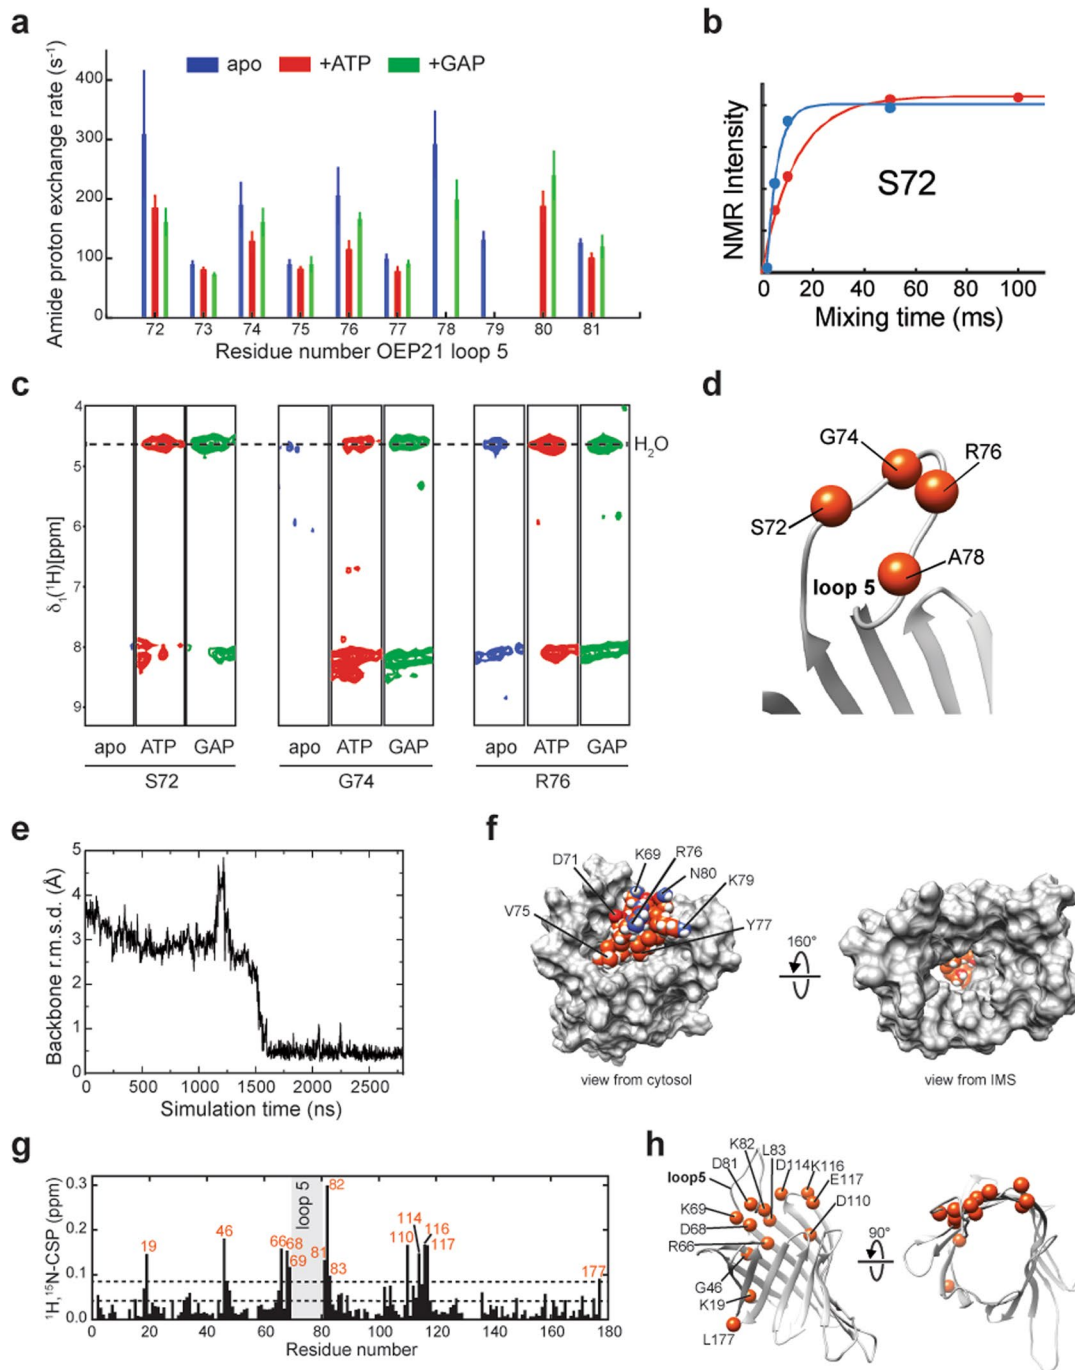 a
apo +ATP +GAP
Amide proton exchange rate (s⁻¹)
400
300
200
100
0
72 73 74 75 76 77 78 79 80 81
Residue number OEP21 loop 5
b
NMR Intensity
S72
0 20 40 60 80 100
Mixing time (ms)
c
δ₁(¹H)[ppm]
4
5
6
7
8
9
H₂O
apo ATP GAP apo ATP GAP apo ATP GAP
S72 G74 R76
d
G74
R76
S72
A78
loop 5
e
Backbone r.m.s.d. (Å)
5
4
3
2
1
0
0 500 1000 1500 2000 2500
Simulation time (ns)
f
D71 K69 R76 N80 K79
V75 Y77
160°
view from cytosol view from IMS
g
¹H,¹⁵N-CSP (ppm)
0.3
0.2
0.1
0.0
19 46 66 68 69 loop 5 81 82 83 110 114 116 117 177
0 20 40 60 80 100 120 140 160 180
Residue number
h
K82 L83
D81 D114 K116
loop5 E117
K69 D110
D68
R66
G46
K19
L177
90°